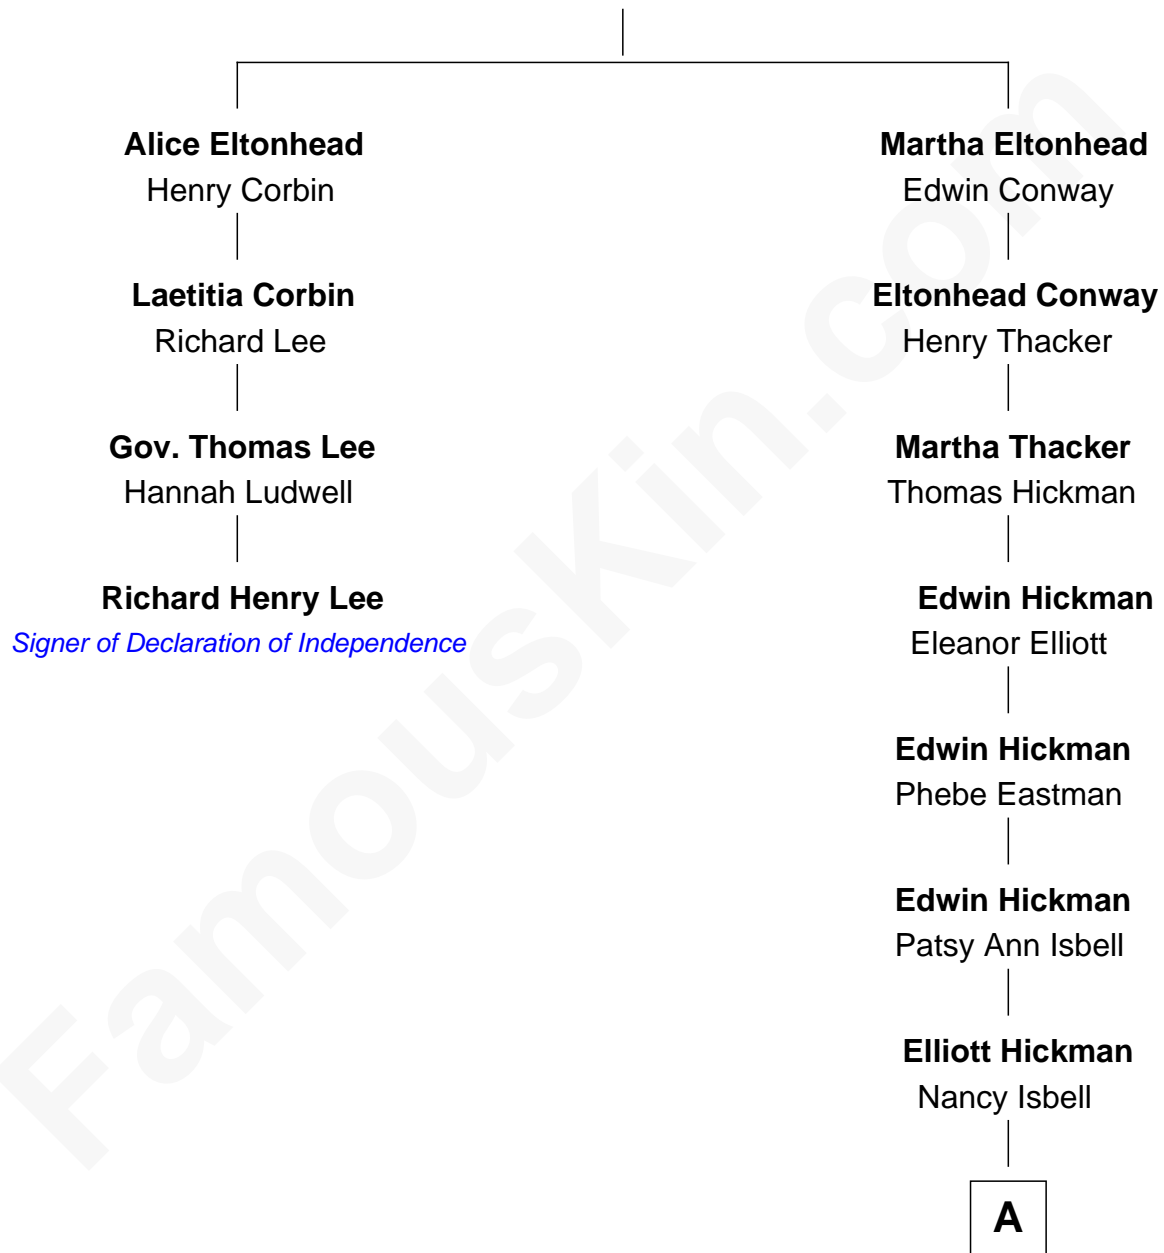 Alice Eltonhead
Henry Corbin
Laetitia Corbin
Richard Lee
Gov. Thomas Lee
Hannah Ludwell
Richard Henry Lee
Signer of Declaration of Independence
Martha Eltonhead
Edwin Conway
Eltonhead Conway
Henry Thacker
Martha Thacker
Thomas Hickman
Edwin Hickman
Eleanor Elliott
Edwin Hickman
Phebe Eastman
Edwin Hickman
Patsy Ann Isbell
Elliott Hickman
Nancy Isbell
A
FamousKin.com